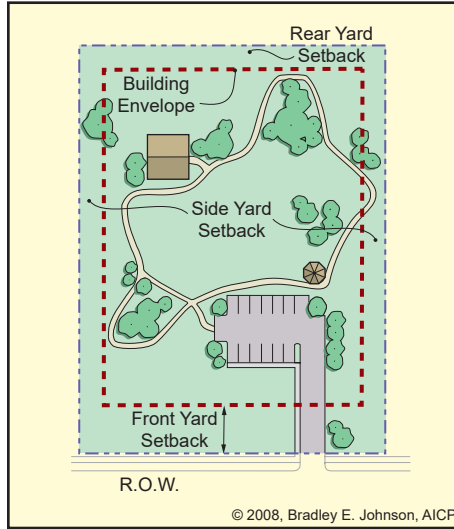 Rear Yard
Setback
Building
Envelope
Side Yard
Setback
Front Yard
Setback
R.O.W.
© 2008, Bradley E. Johnson, AICP